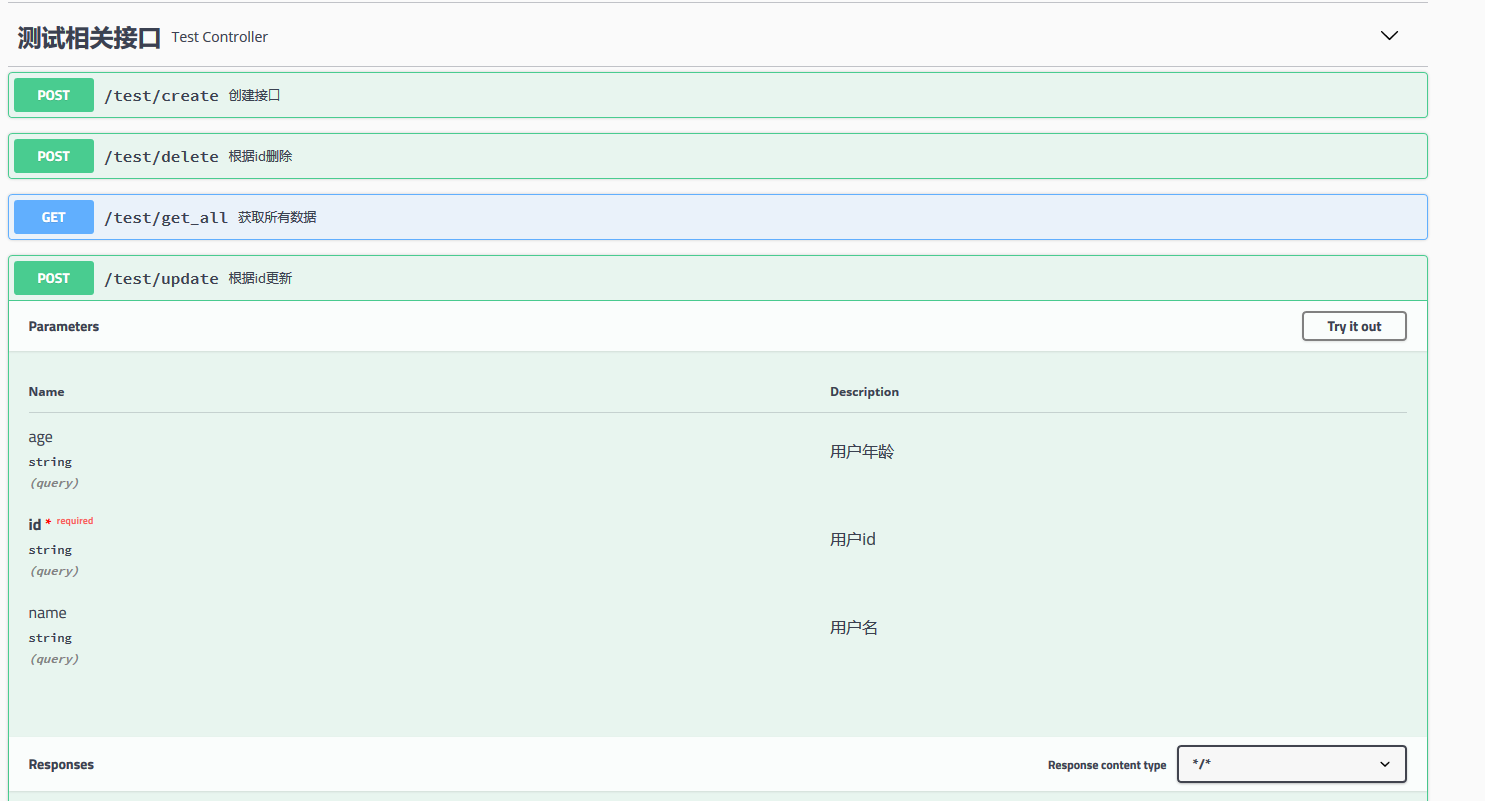 测试相关接口 Test Controller
POST /test/create 创建接口
POST /test/delete 根据id删除
GET /test/get_all 获取所有数据
POST /test/update 根据id更新
Parameters Try it out
Name Description
age
string
(query)
用户年龄
id * required
string
(query)
用户id
name
string
(query)
用户名
Responses Response content type */*